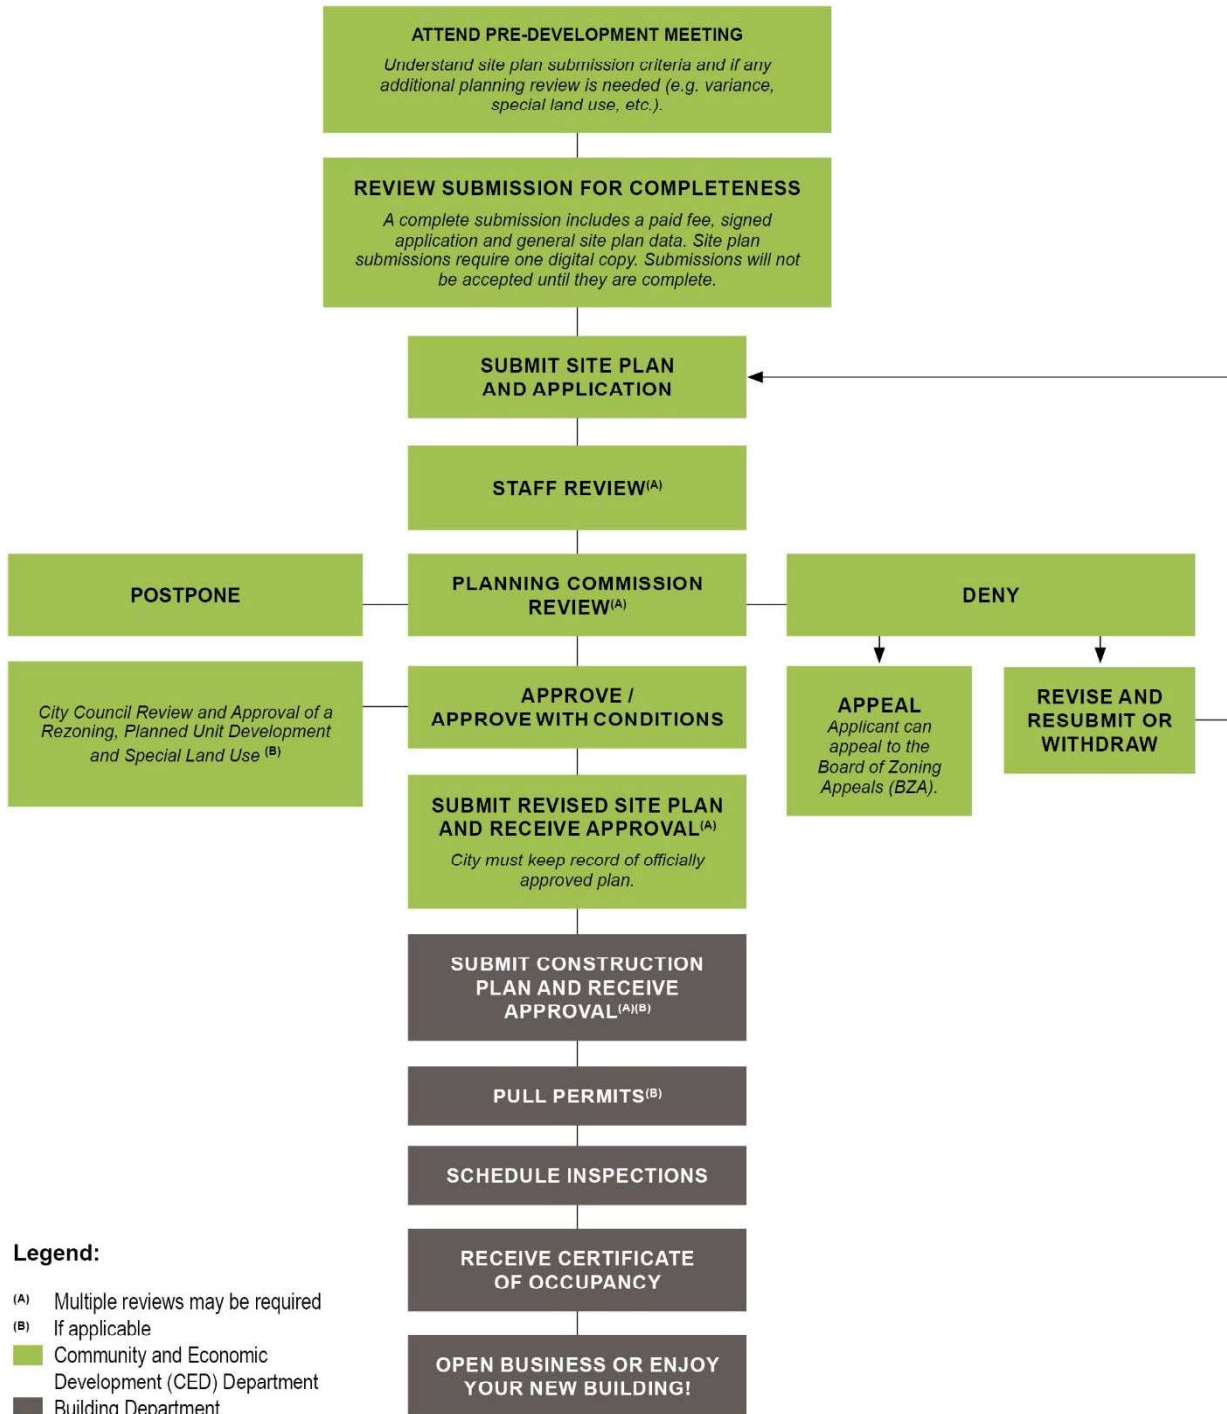 ATTEND PRE-DEVELOPMENT MEETING
Understand site plan submission criteria and if any
additional planning review is needed (e.g. variance,
special land use, etc.).
REVIEW SUBMISSION FOR COMPLETENESS
A complete submission includes a paid fee, signed
application and general site plan data. Site plan
submissions require one digital copy. Submissions will not
be accepted until they are complete.
SUBMIT SITE PLAN
AND APPLICATION
STAFF REVIEW(A)
POSTPONE
PLANNING COMMISSION
REVIEW(A)
DENY
City Council Review and Approval of a
Rezoning, Planned Unit Development
and Special Land Use (B)
APPROVE /
APPROVE WITH CONDITIONS
APPEAL
Applicant can
appeal to the
Board of Zoning
Appeals (BZA).
REVISE AND
RESUBMIT OR
WITHDRAW
SUBMIT REVISED SITE PLAN
AND RECEIVE APPROVAL(A)
City must keep record of officially
approved plan.
SUBMIT CONSTRUCTION
PLAN AND RECEIVE
APPROVAL(A)(B)
PULL PERMITS(B)
SCHEDULE INSPECTIONS
RECEIVE CERTIFICATE
OF OCCUPANCY
OPEN BUSINESS OR ENJOY
YOUR NEW BUILDING!
Legend:
(A) Multiple reviews may be required
(B) If applicable
Community and Economic
Development (CED) Department
Building Department